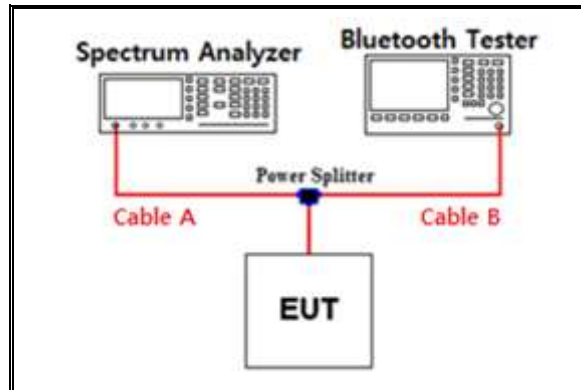 Spectrum Analyzer
Bluetooth Tester
Power Splitter
Cable A
Cable B
EUT